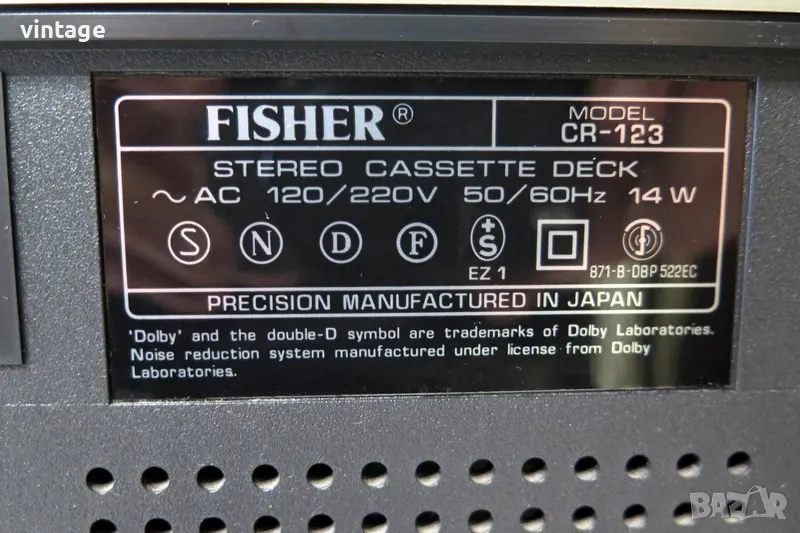 vintage
FISHER®
MODEL
CR-123
STEREO CASSETTE DECK
~ AC 120/220V 50/60Hz 14 W
S N D F +S
EZ 1
871-B-DBP 522EC
PRECISION MANUFACTURED IN JAPAN
'Dolby' and the double-D symbol are trademarks of Dolby Laboratories.
Noise reduction system manufactured under license from Dolby
Laboratories.
BAZAR